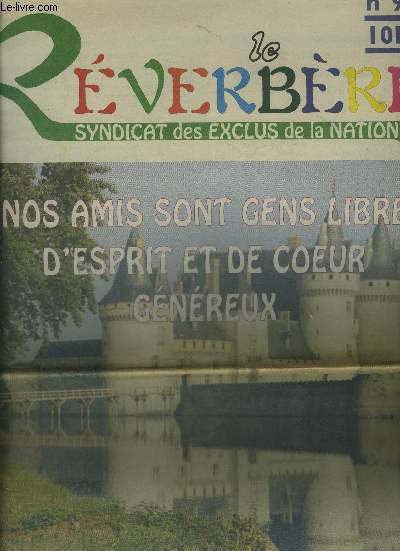 © Le-livre.com
le
RÉVERBÈRE
SYNDICAT des EXCLUS de la NATION
NOS AMIS SONT GENS LIBRE
D'ESPRIT ET DE COEUR
GÉNÉREUX